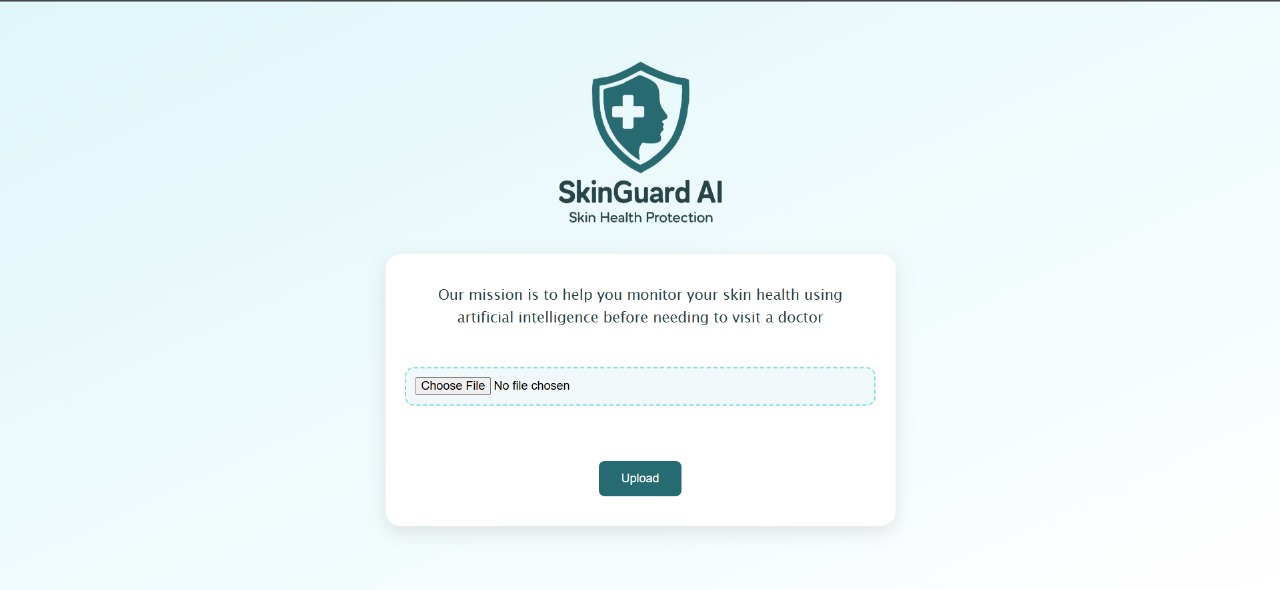 SkinGuard AI
Skin Health Protection
Our mission is to help you monitor your skin health using
artificial intelligence before needing to visit a doctor
Choose File No file chosen
Upload